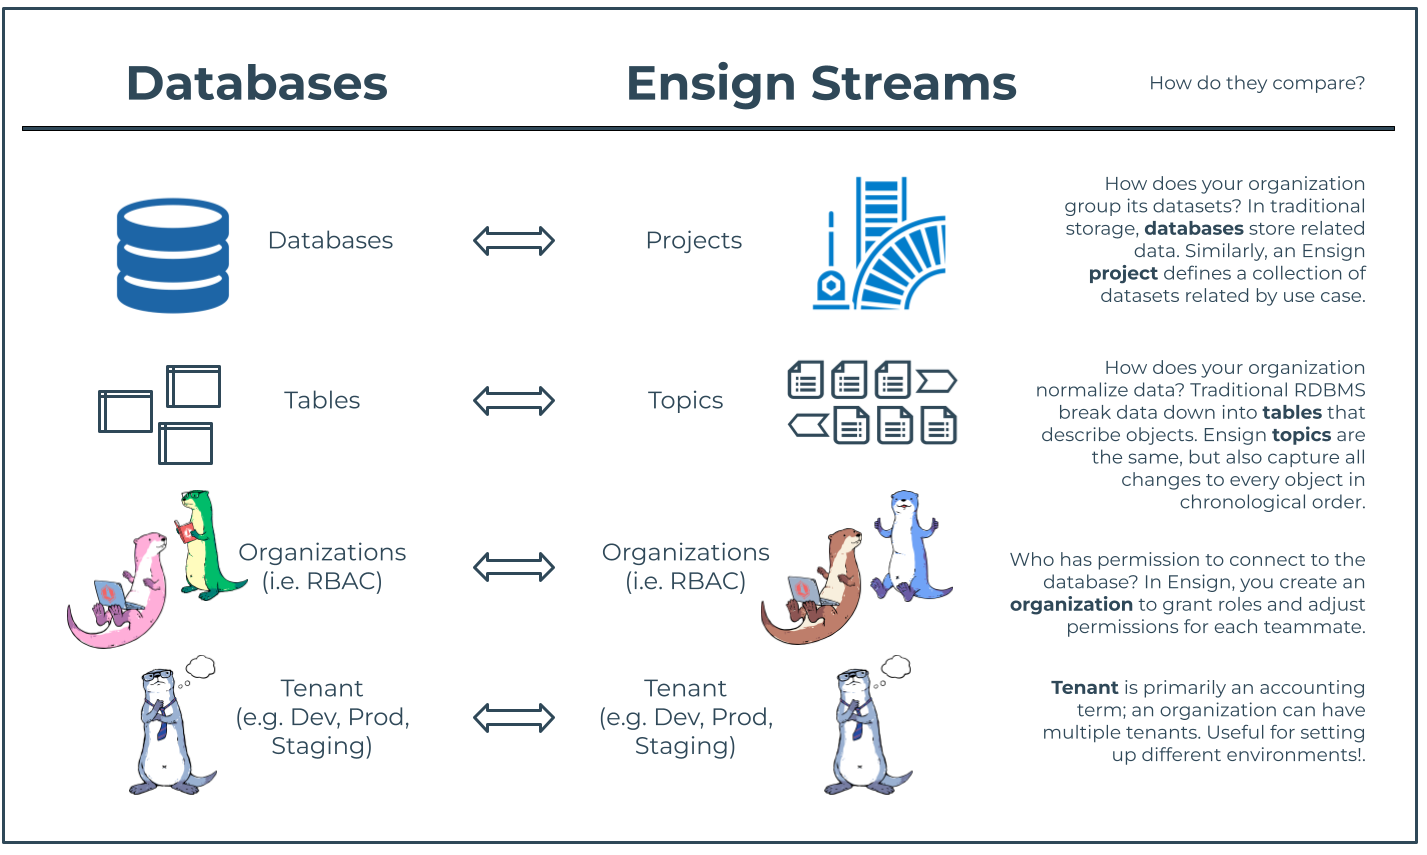 Databases
Ensign Streams
How do they compare?
Databases
Projects
How does your organization
group its datasets? In traditional
storage, databases store related
data. Similarly, an Ensign
project defines a collection of
datasets related by use case.
Tables
Topics
How does your organization
normalize data? Traditional RDBMS
break data down into tables that
describe objects. Ensign topics are
the same, but also capture all
changes to every object in
chronological order.
Organizations
(i.e. RBAC)
Organizations
(i.e. RBAC)
Who has permission to connect to the
database? In Ensign, you create an
organization to grant roles and adjust
permissions for each teammate.
Tenant
(e.g. Dev, Prod,
Staging)
Tenant
(e.g. Dev, Prod,
Staging)
Tenant is primarily an accounting
term; an organization can have
multiple tenants. Useful for setting
up different environments!.